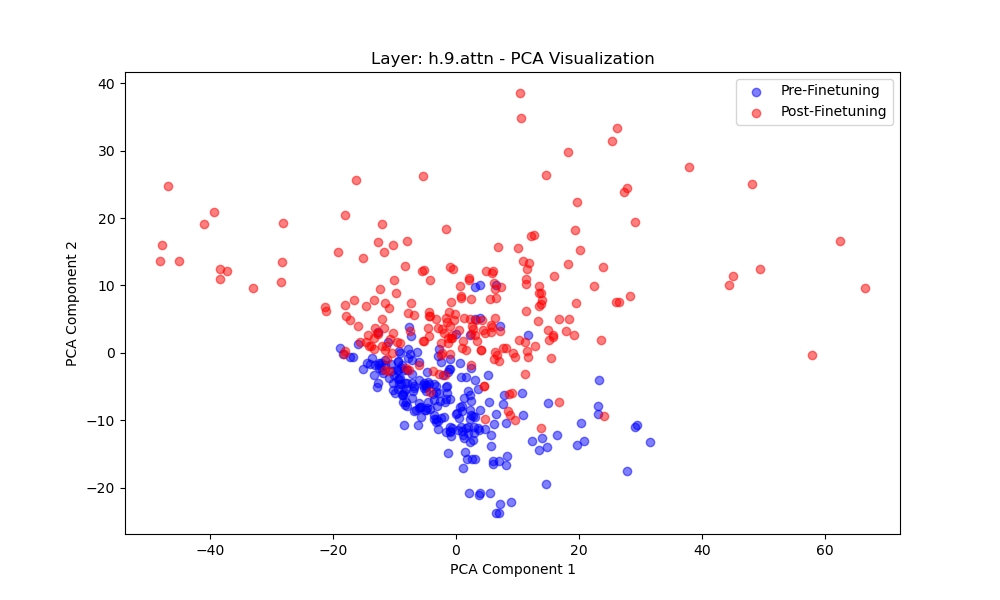 Layer: h.9.attn - PCA Visualization
Pre-Finetuning
Post-Finetuning
40
30
20
10
0
−10
−20
PCA Component 2
−40
−20
0
20
40
60
PCA Component 1